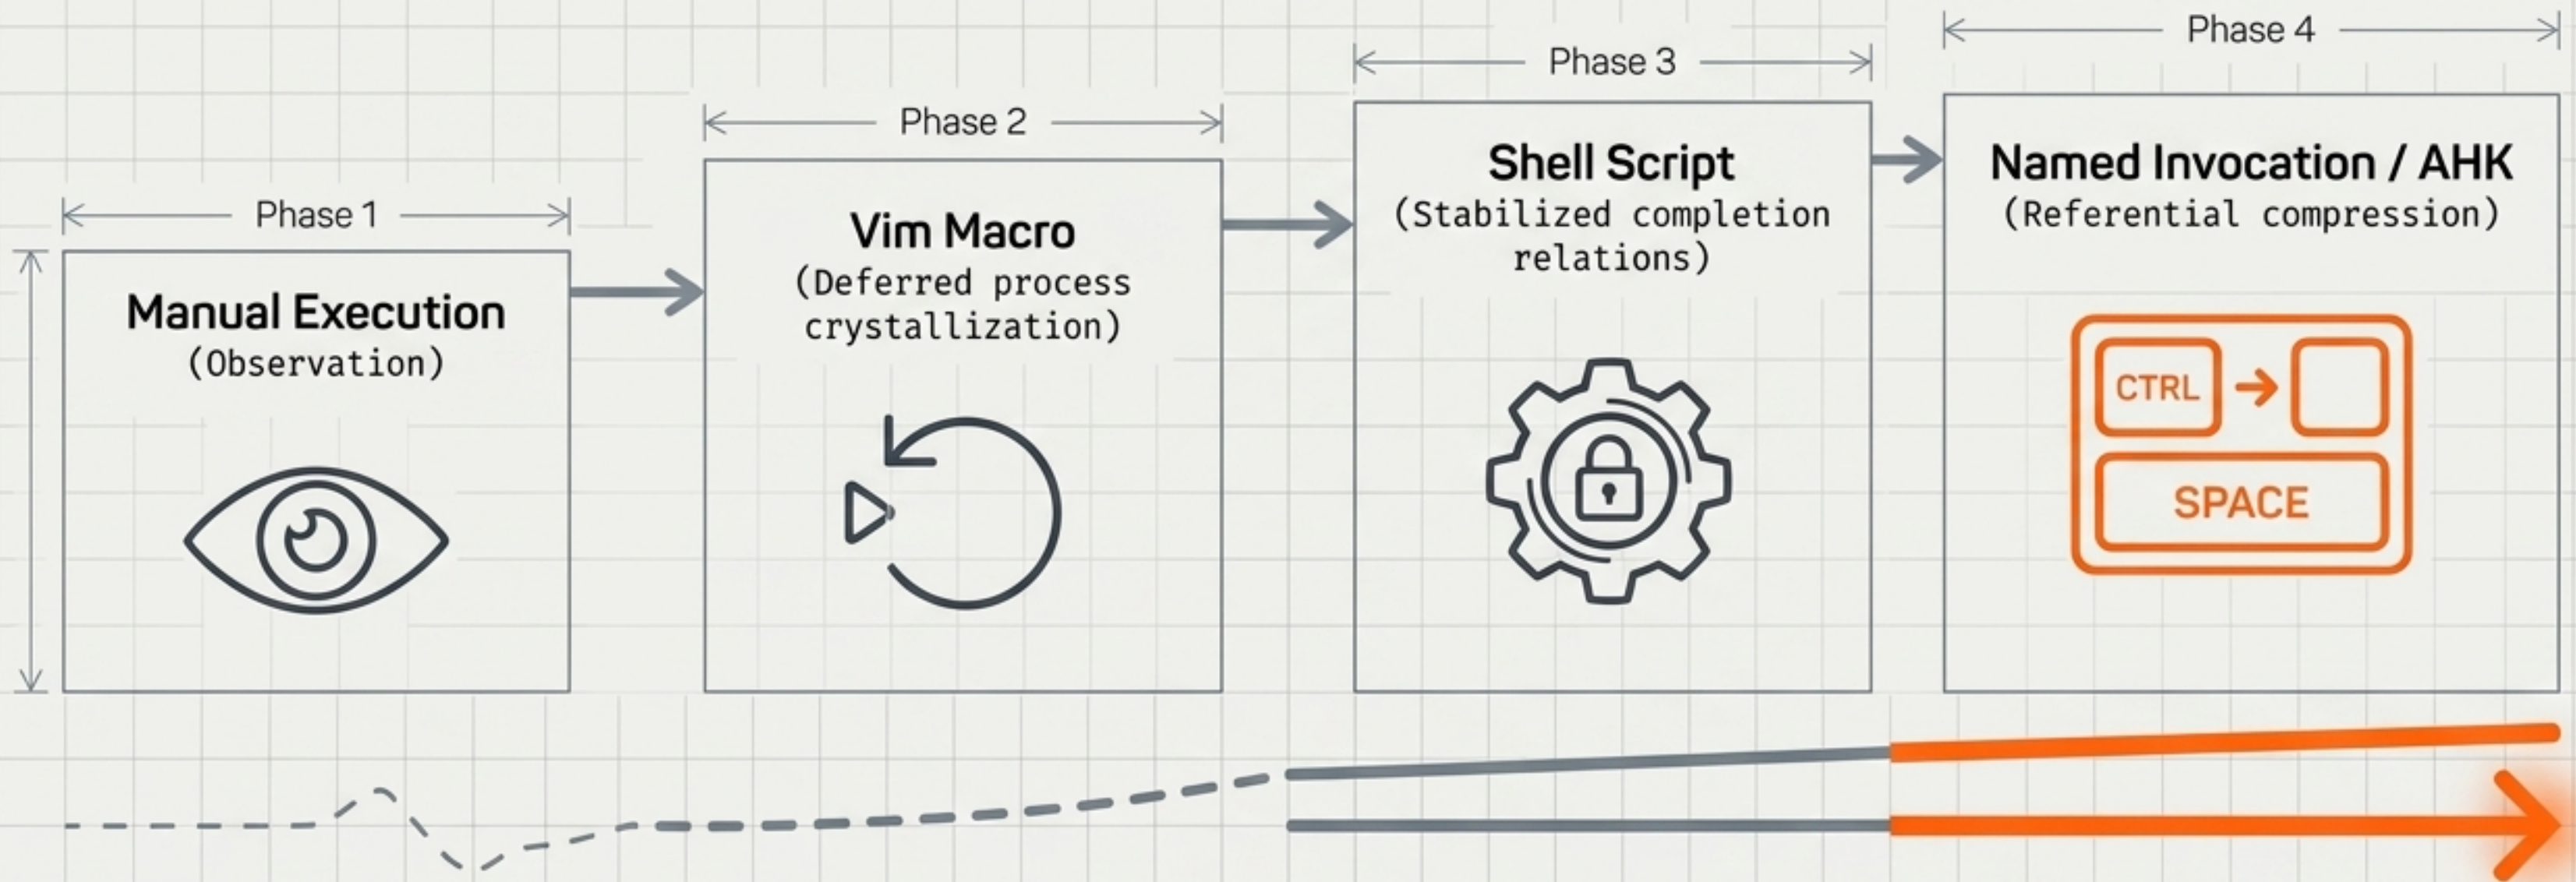 Phase 1
Manual Execution
(Observation)
Phase 2
Vim Macro
(Deferred process
crystallization)
Phase 3
Shell Script
(Stabilized completion
relations)
Phase 4
Named Invocation / AHK
(Referential compression)
CTRL
SPACE